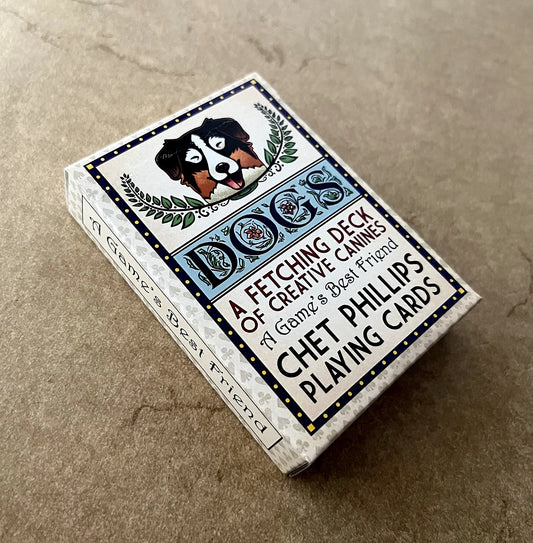 DOGS
A FETCHING DECK
OF CREATIVE CANINES
A Game's Best Friend
CHET PHILLIPS
PLAYING CARDS
A Game's Best Friend